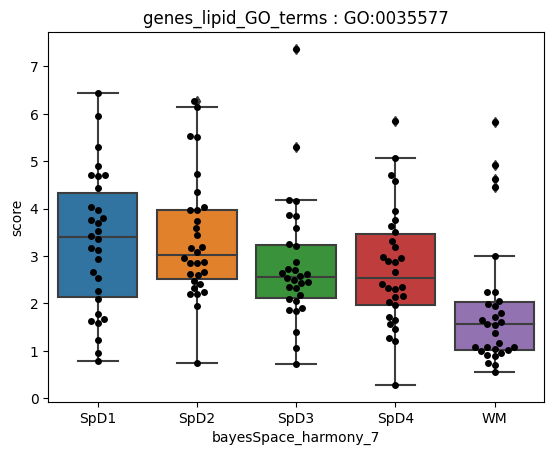 genes_lipid_GO_terms : GO:0035577
7
6
5
4
3
2
1
0
score
SpD1 SpD2 SpD3 SpD4 WM
bayesSpace_harmony_7